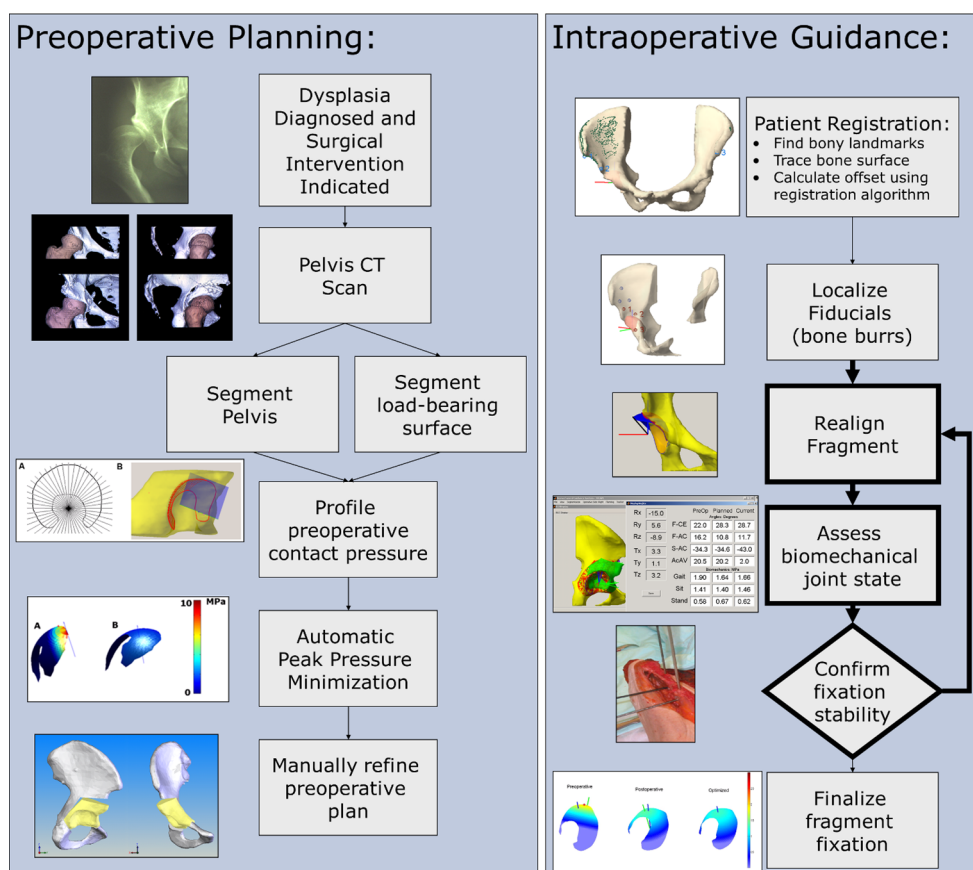 Preoperative Planning:
Dysplasia
Diagnosed and
Surgical
Intervention
Indicated
Pelvis CT
Scan
Segment
Pelvis
Segment
load-bearing
surface
A
B
Profile
preoperative
contact pressure
10
MPa
A
B
0
Automatic
Peak Pressure
Minimization
Manually refine
preoperative
plan
Intraoperative Guidance:
Patient Registration:
• Find bony landmarks
• Trace bone surface
• Calculate offset using
registration algorithm
Localize
Fiducials
(bone burrs)
Realign
Fragment
Assess
biomechanical
joint state
PreOp Planned Current
Angles, Degrees
F-CE 22.0 28.3 28.7
F-AC 16.2 10.8 11.7
S-AC -34.3 -34.6 -43.0
AcAV 20.5 20.2 2.0
Gait 1.90 1.64 1.66
Sit 1.41 1.40 1.46
Stand 0.58 0.67 0.62
Rx -15.0
Ry 5.6
Rz -8.9
Tx 3.3
Ty 1.1
Tz 3.2
Confirm
fixation
stability
Preoperative
Postoperative
Optimized
Finalize
fragment
fixation